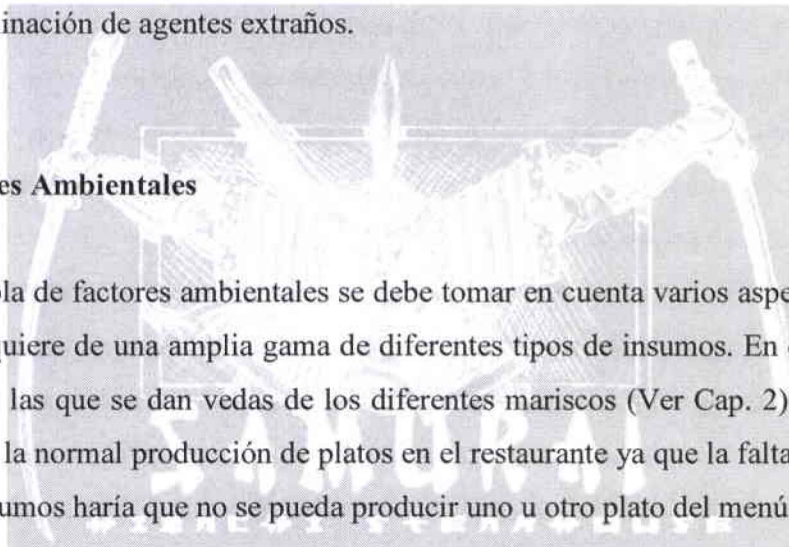 inación de agentes extraños.
es Ambientales
la de factores ambientales se debe tomar en cuenta varios aspe
uiere de una amplia gama de diferentes tipos de insumos. En
las que se dan vedas de los diferentes mariscos (Ver Cap. 2)
la normal producción de platos en el restaurante ya que la falta
umos haría que no se pueda producir uno u otro plato del menú
SAMURAI